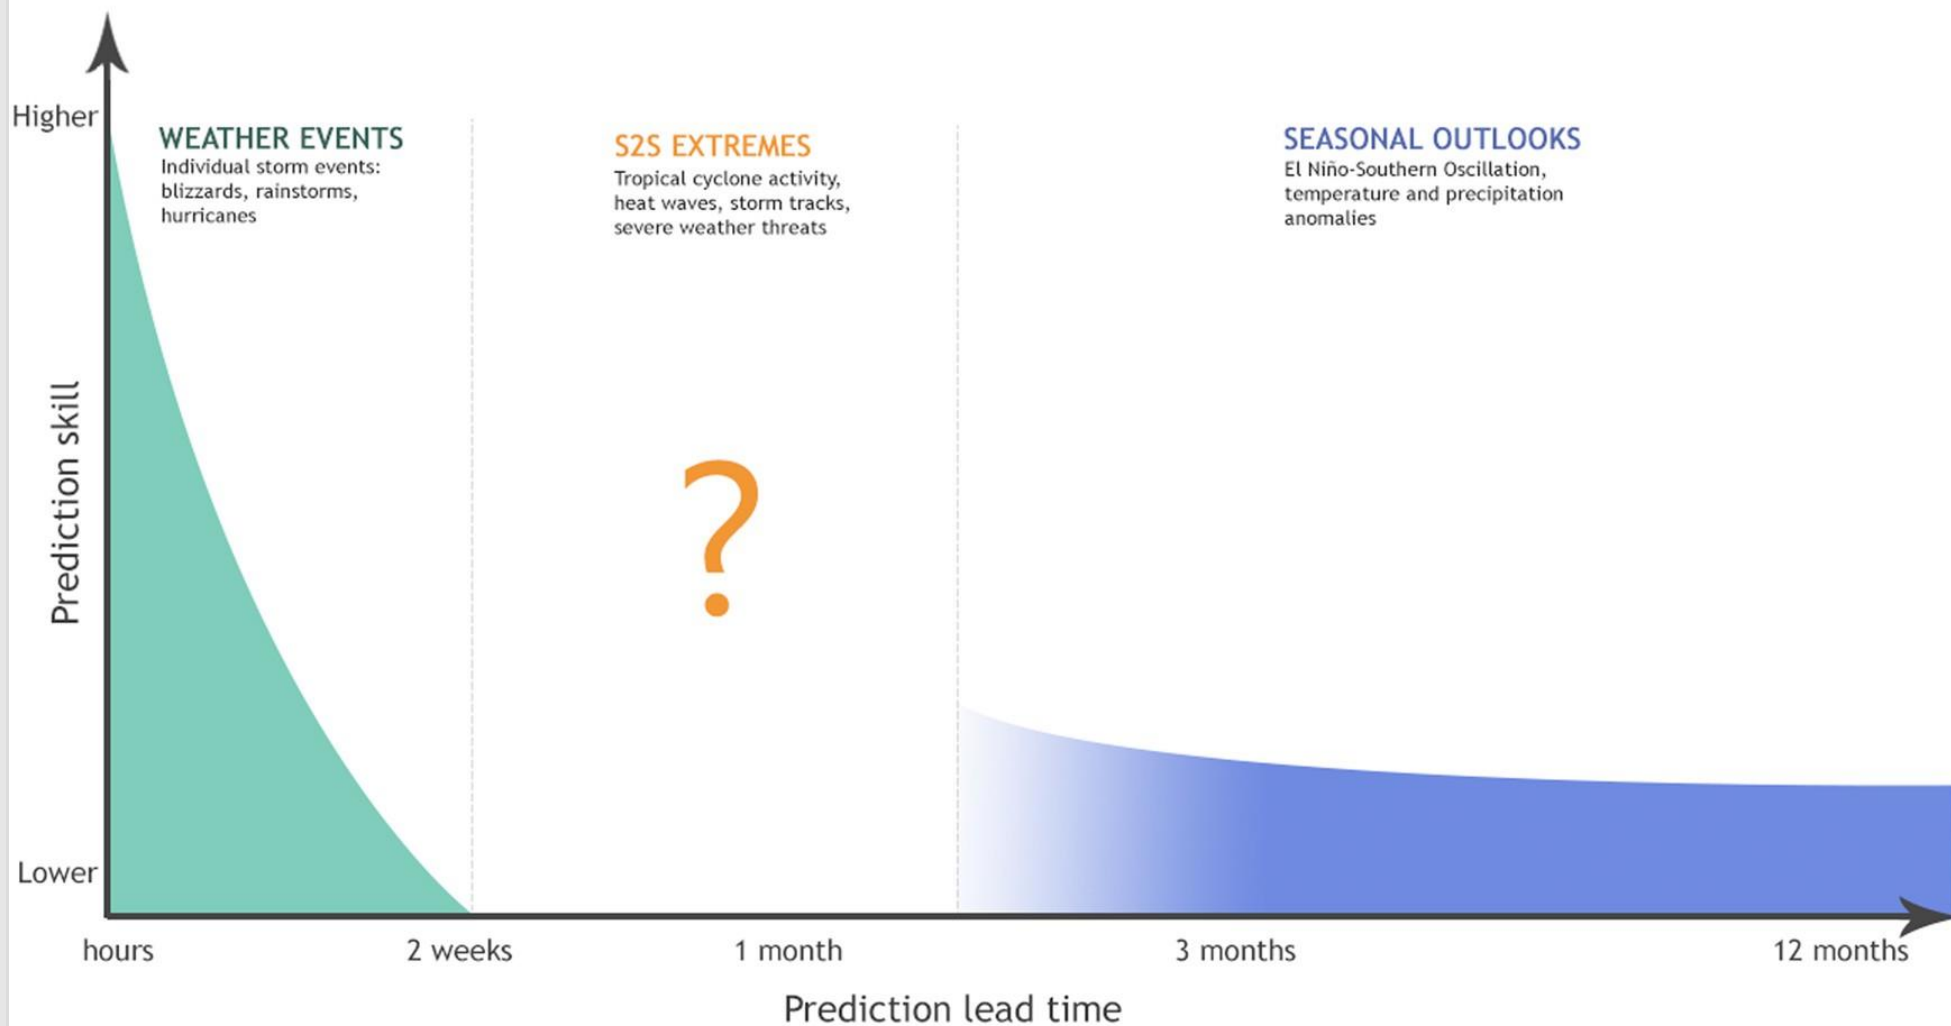 Higher
WEATHER EVENTS
Individual storm events:
blizzards, rainstorms,
hurricanes
S2S EXTREMES
Tropical cyclone activity,
heat waves, storm tracks,
severe weather threats
SEASONAL OUTLOOKS
El Niño-Southern Oscillation,
temperature and precipitation
anomalies
Prediction skill
?
Lower
hours
2 weeks
1 month
3 months
12 months
Prediction lead time